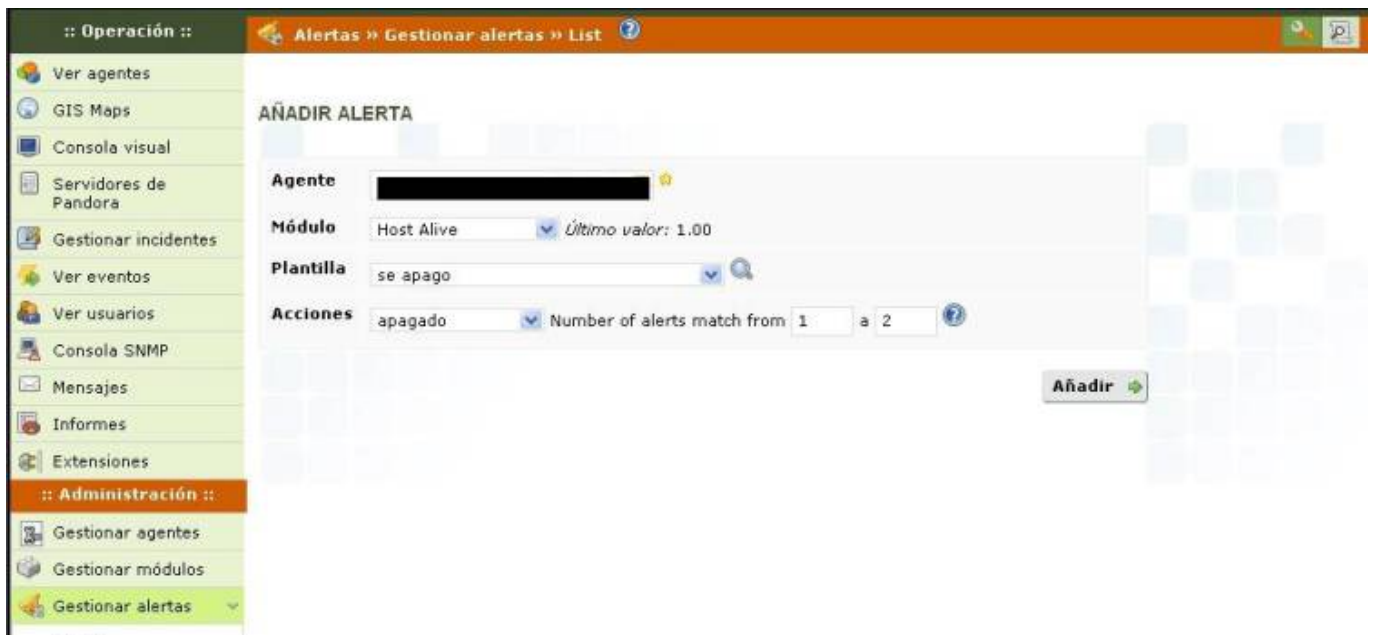 :: Operación ::
Alertas » Gestionar alertas » List
Ver agentes
GIS Maps
Consola visual
Servidores de
Pandora
Gestionar incidentes
Ver eventos
Ver usuarios
Consola SNMP
Mensajes
Informes
Extensiones
:: Administración ::
Gestionar agentes
Gestionar módulos
Gestionar alertas
AÑADIR ALERTA
Agente
Módulo Host Alive Último valor: 1.00
Plantilla se apago
Acciones apagado Number of alerts match from 1 a 2
Añadir